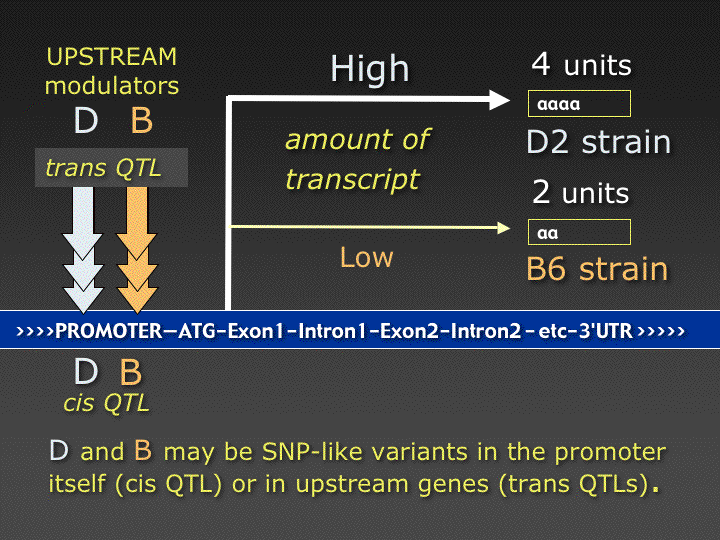 UPSTREAM
modulators
D B
trans QTL
High
amount of
transcript
Low
4 units
aaaa
D2 strain
2 units
aa
B6 strain
>>>>PROMOTER—ATG–Exon1–Intron1–Exon2–Intron2 – etc–3'UTR >>>>>
D B
cis QTL
D and B may be SNP-like variants in the promoter
itself (cis QTL) or in upstream genes (trans QTLs).